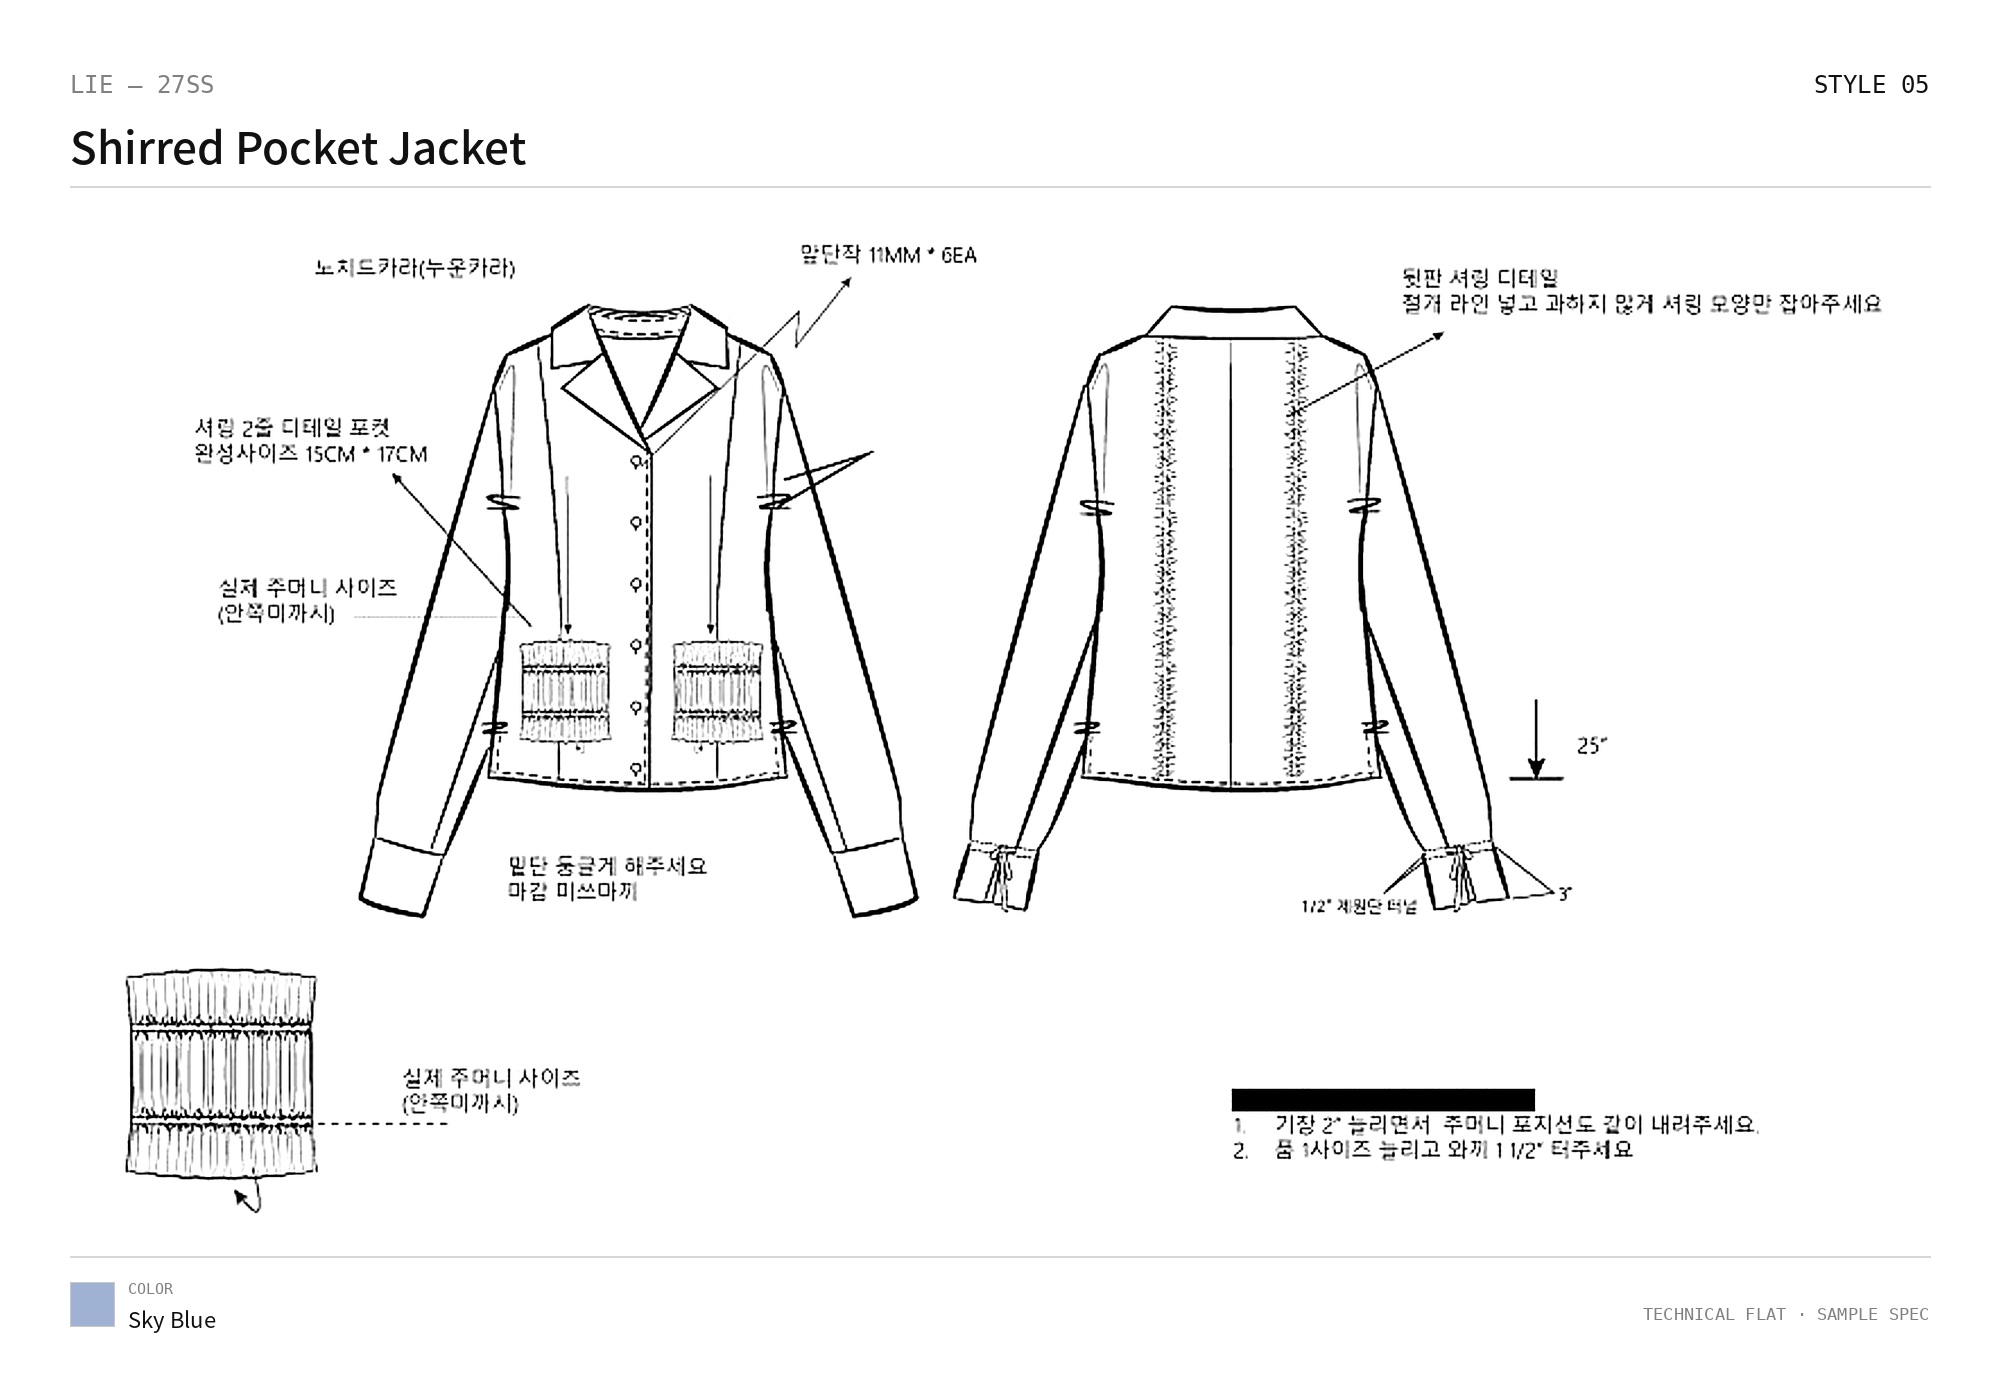 LIE — 27SS
STYLE 05
Shirred Pocket Jacket
노치드카라(누운카라)
앞단작 11MM * 6EA
뒷판 셔링 디테일
절개 라인 넣고 과하지 않게 셔링 모양만 잡아주세요
셔링 2줄 디테일 포켓
완성사이즈 15CM * 17CM
실제 주머니 사이즈
(안쪽미까시)
25"
밑단 둥글게 해주세요
마감 미쓰마끼
1/2" 제원단 터널
3"
실제 주머니 사이즈
(안쪽미까시)
1. 기장 2" 늘리면서 주머니 포지션도 같이 내려주세요.
2. 품 1사이즈 늘리고 와끼 1 1/2" 터주세요
COLOR
Sky Blue
TECHNICAL FLAT · SAMPLE SPEC